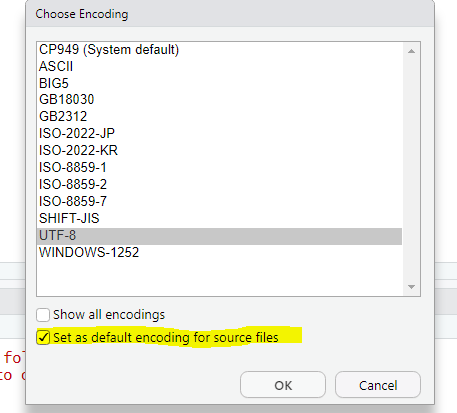 Choose Encoding
CP949 (System default)
ASCII
BIG5
GB18030
GB2312
ISO-2022-JP
ISO-2022-KR
ISO-8859-1
ISO-8859-2
ISO-8859-7
SHIFT-JIS
UTF-8
WINDOWS-1252
Show all encodings
Set as default encoding for source files
fol
to
OK
Cancel